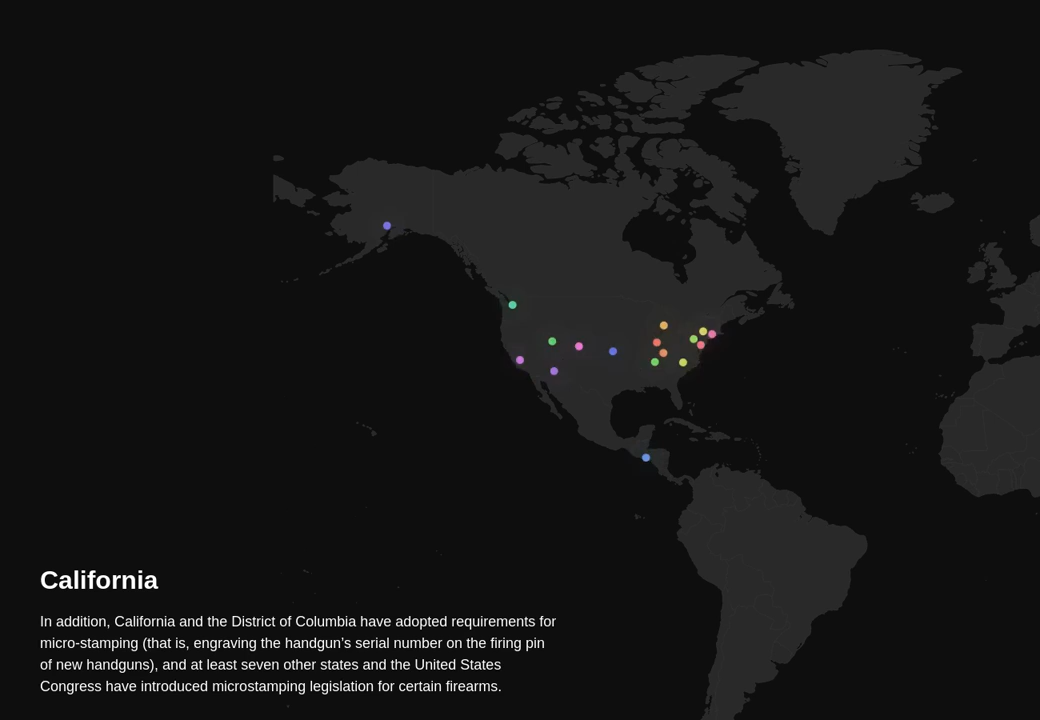 California
In addition, California and the District of Columbia have adopted requirements for
micro-stamping (that is, engraving the handgun’s serial number on the firing pin
of new handguns), and at least seven other states and the United States
Congress have introduced microstamping legislation for certain firearms.